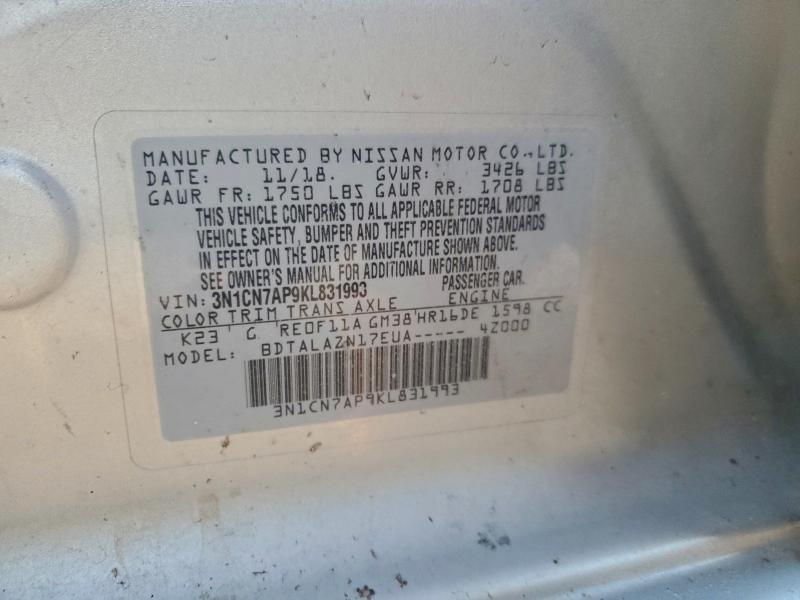 MANUFACTURED BY NISSAN MOTOR CO., LTD.
DATE: 11/18. GVWR: 3426 LBS
GAWR FR: 1750 LBS GAWR RR: 1708 LBS
THIS VEHICLE CONFORMS TO ALL APPLICABLE FEDERAL MOTOR
VEHICLE SAFETY, BUMPER AND THEFT PREVENTION STANDARDS
IN EFFECT ON THE DATE OF MANUFACTURE SHOWN ABOVE.
SEE OWNER'S MANUAL FOR ADDITIONAL INFORMATION.
VIN: 3N1CN7AP9KL831993 PASSENGER CAR.
COLOR TRIM TRANS AXLE ENGINE
K23 ' G 'RE0F11A GM38'HR16DE 1598 CC
MODEL: BDTALAZN17EUA----- 4Z000
3N1CN7AP9KL831993